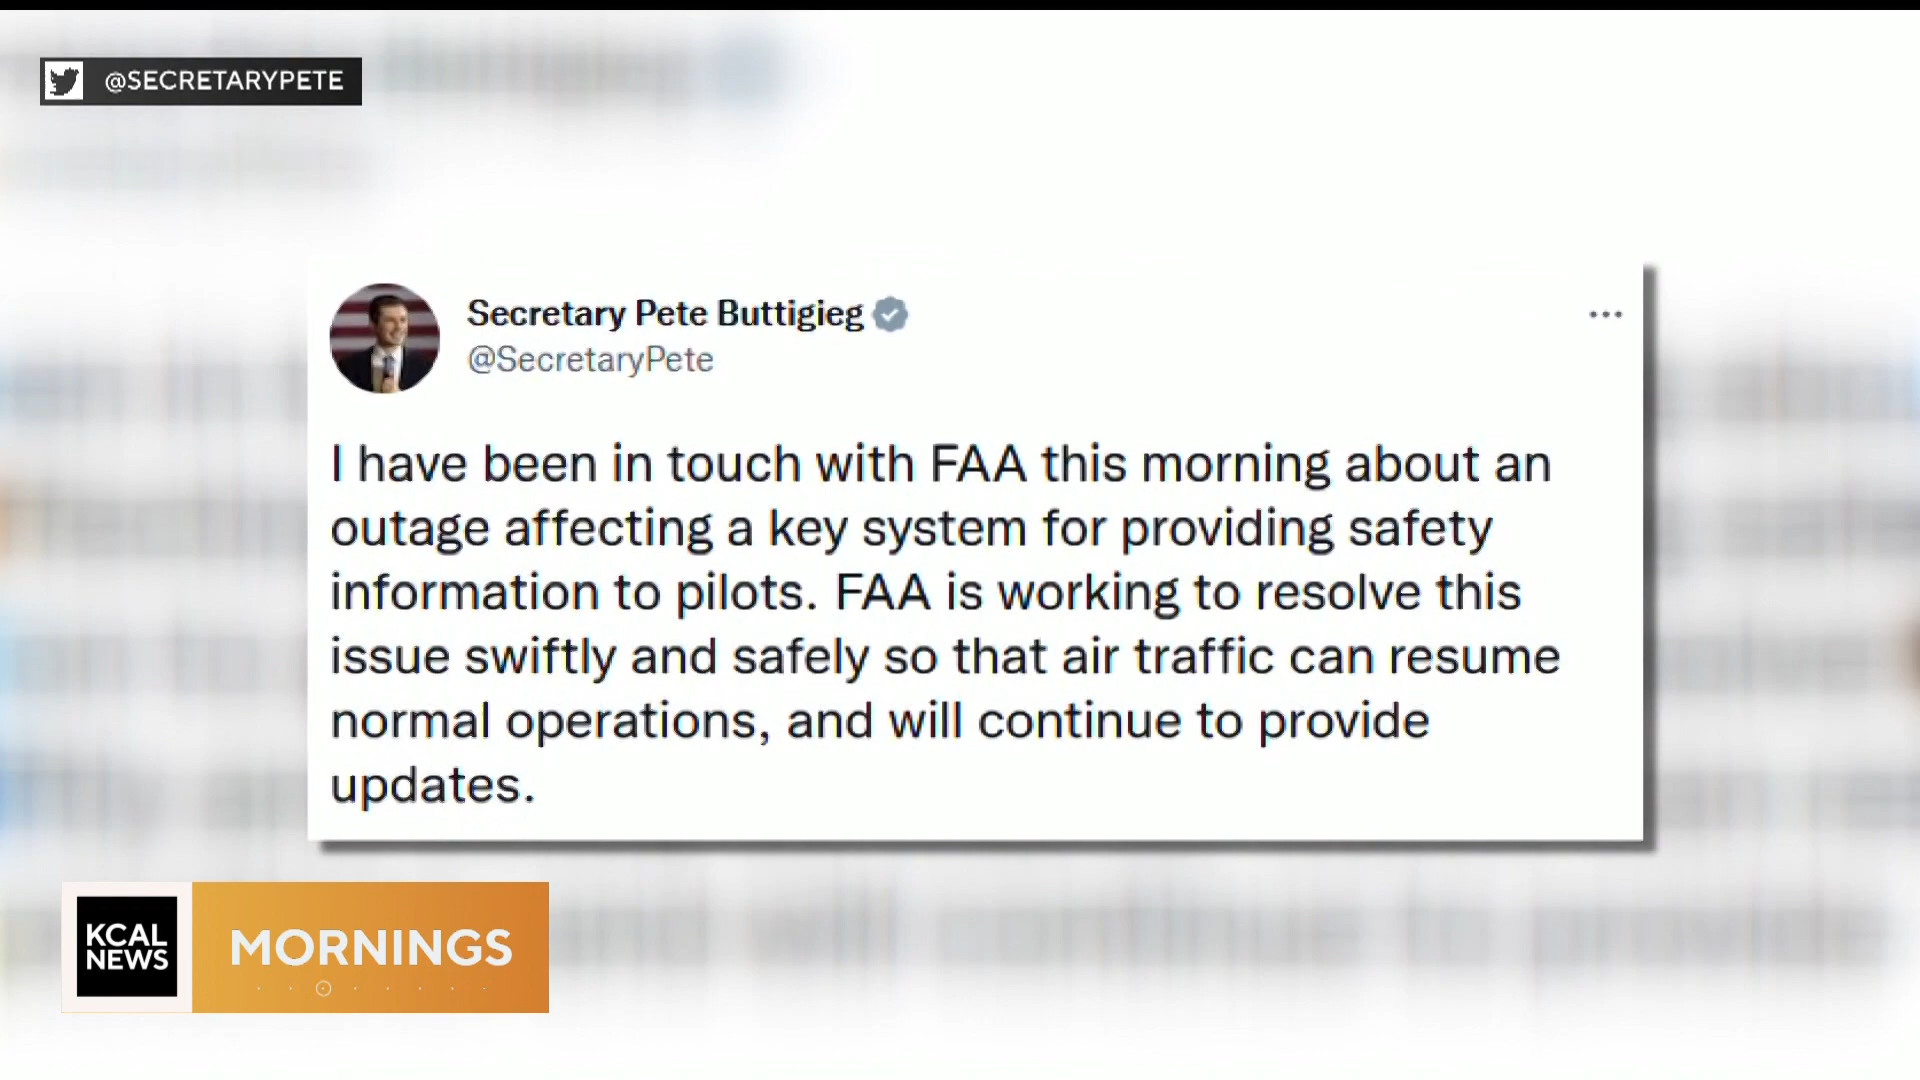 @SECRETARYPETE
Secretary Pete Buttigieg
@SecretaryPete
I have been in touch with FAA this morning about an
outage affecting a key system for providing safety
information to pilots. FAA is working to resolve this
issue swiftly and safely so that air traffic can resume
normal operations, and will continue to provide
updates.
KCAL
NEWS
MORNINGS